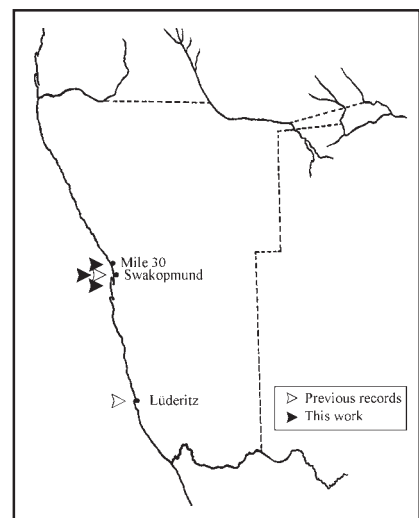 Mile 30
Swakopmund
Lüderitz
Previous records
This work